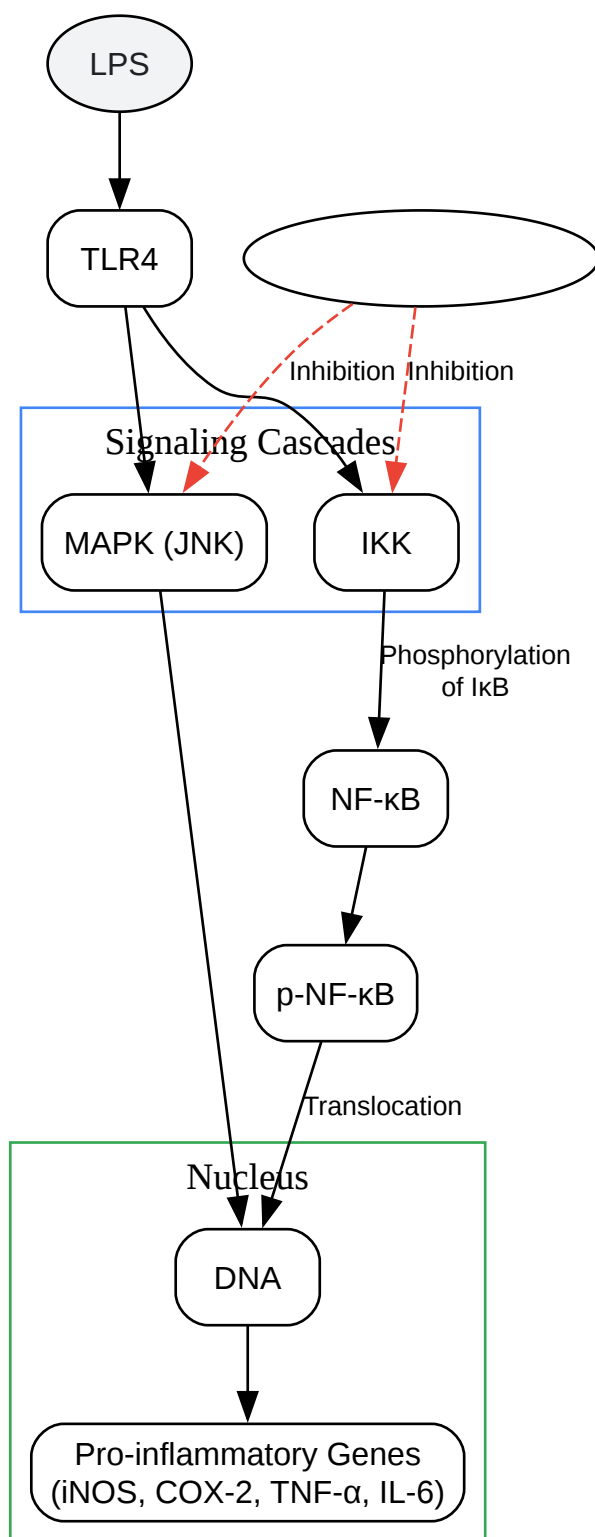 LPS
TLR4
Inhibition
Inhibition
Signaling Cascades
MAPK (JNK)
IKK
Phosphorylation
of IκB
NF-κB
p-NF-κB
Translocation
Nucleus
DNA
Pro-inflammatory Genes
(iNOS, COX-2, TNF-α, IL-6)